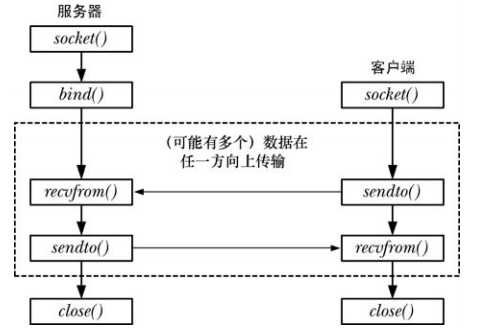 服务器
socket()
客户端
bind()
socket()
(可能有多个) 数据在
任一方向上传输
recvfrom()
sendto()
sendto()
recvfrom()
close()
close()